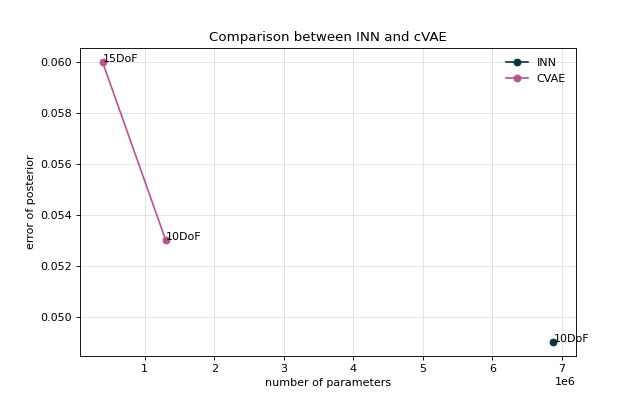 Comparison between INN and cVAE
error of posterior
0.060
0.058
0.056
0.054
0.052
0.050
15DoF
10DoF
10DoF
INN
CVAE
1
2
3
4
5
6
7
1e6
number of parameters